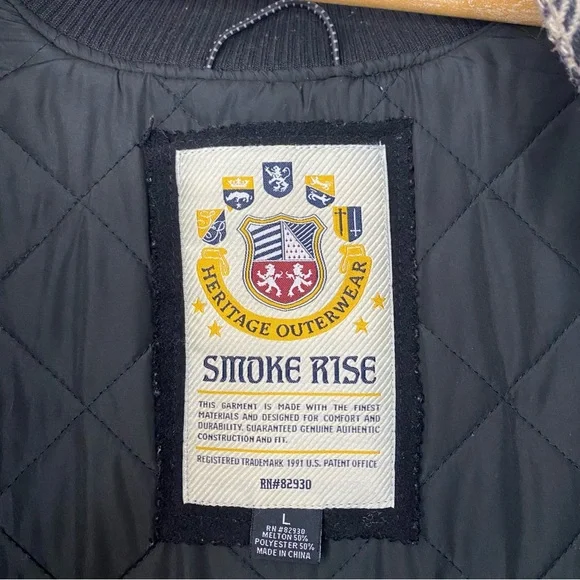 HERITAGE OUTERWEAR
SMOKE RISE
THIS GARMENT IS MADE WITH THE FINEST
MATERIALS AND DESIGNED FOR COMFORT AND
DURABILITY. GUARANTEED GENUINE AUTHENTIC
CONSTRUCTION AND FIT.
REGISTERED TRADEMARK 1991 U.S. PATENT OFFICE
RN#82930
L
RN #82930
MELTON 50%
POLYESTER 50%
MADE IN CHINA